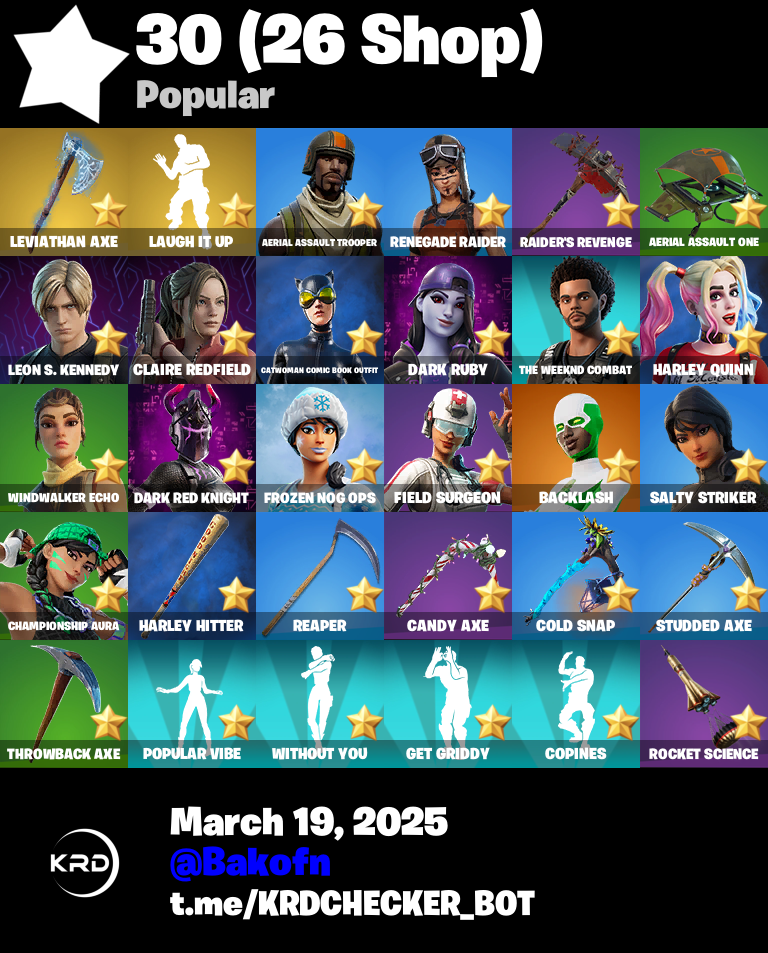 30 (26 Shop)
Popular
LEVIATHAN AXE
LAUGH IT UP
AERIAL ASSAULT TROOPER
RENEGADE RAIDER
RAIDER'S REVENGE
AERIAL ASSAULT ONE
LEON S. KENNEDY
CLAIRE REDFIELD
CATWOMAN COMIC BOOK OUTFIT
DARK RUBY
THE WEEKND COMBAT
HARLEY QUINN
WINDWALKER ECHO
DARK RED KNIGHT
FROZEN NOG OPS
FIELD SURGEON
BACKLASH
SALTY STRIKER
CHAMPIONSHIP AURA
HARLEY HITTER
REAPER
CANDY AXE
COLD SNAP
STUDDED AXE
THROWBACK AXE
POPULAR VIBE
WITHOUT YOU
GET GRIDDY
COPINES
ROCKET SCIENCE
KRD
March 19, 2025
@Bakofn
t.me/KRDCHECKER_BOT